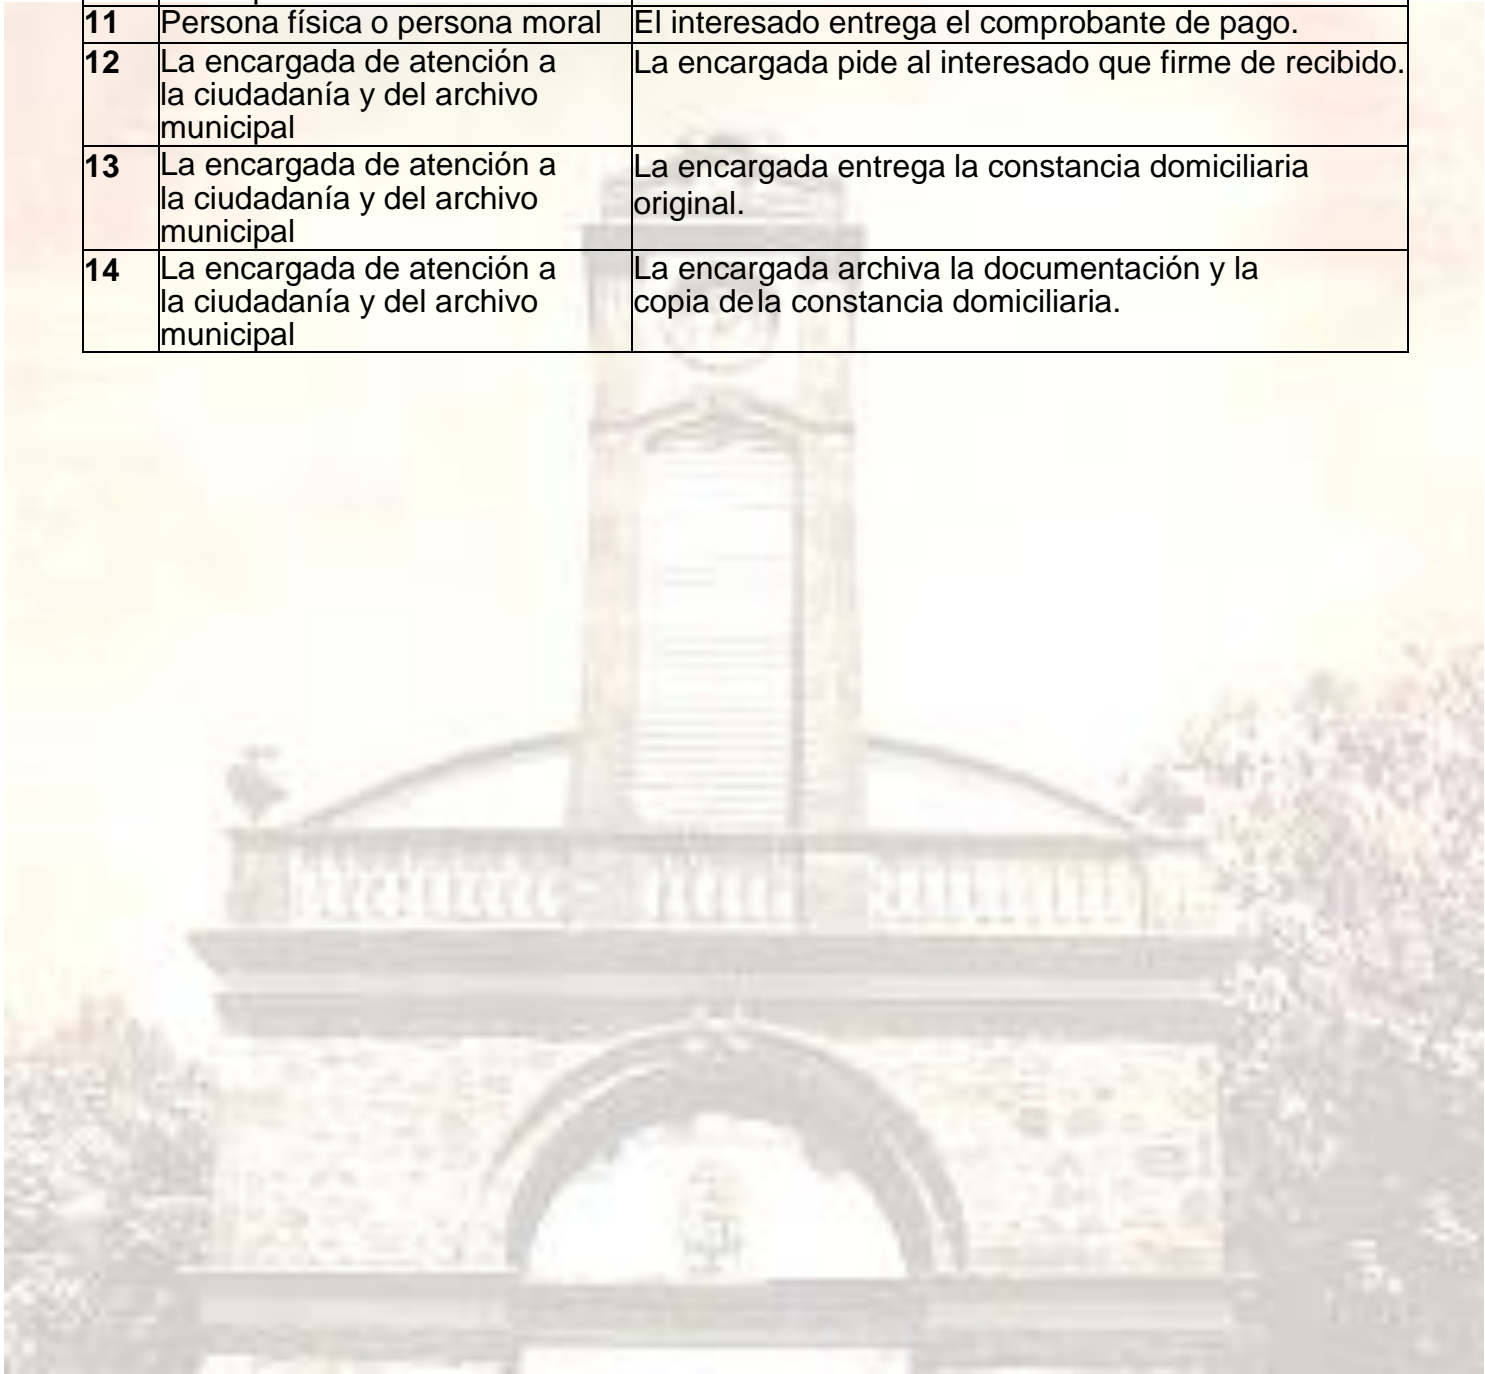 11 Persona física o persona moral El interesado entrega el comprobante de pago.
12 La encargada de atención a La encargada pide al interesado que firme de recibido.
la ciudadanía y del archivo
municipal
13 La encargada de atención a La encargada entrega la constancia domiciliaria
la ciudadanía y del archivo original.
municipal
14 La encargada de atención a La encargada archiva la documentación y la
la ciudadanía y del archivo copia dela constancia domiciliaria.
municipal